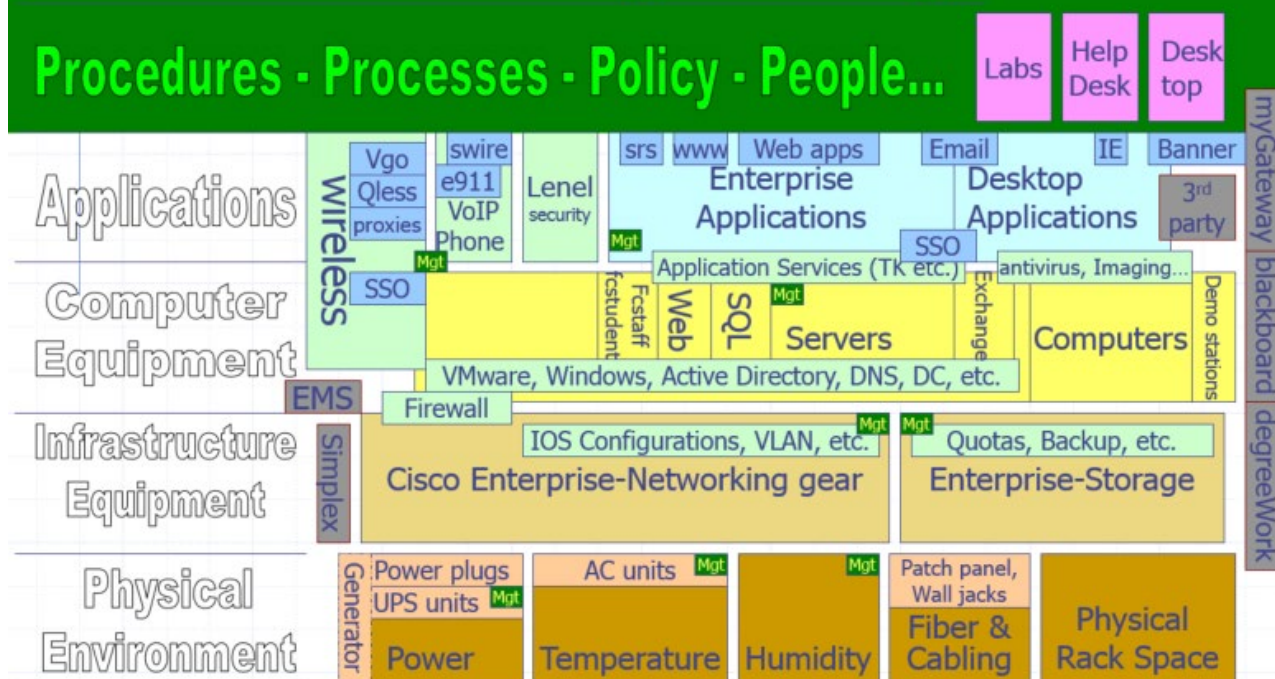 Procedures - Processes - Policy - People...
Labs
Help
Desk
Desk
top
Applications
wireless
Vgo
Qless
proxies
swire
e911
VoIP
Phone
Lenel
security
srs
www
Web apps
Email
IE
Banner
Enterprise
Applications
Desktop
Applications
3rd
party
myGateway
Mgt
SSO
Mgt
Application Services (TK etc.)
antivirus, Imaging...
Computer
Equipment
SSO
fcstudent
Fcstaff
Web
SQL
Mgt
Servers
Exchange
Computers
Demo stations
blackboard
VMware, Windows, Active Directory, DNS, DC, etc.
EMS
Firewall
Infrastructure
Equipment
Simplex
Mgt
IOS Configurations, VLAN, etc.
Cisco Enterprise-Networking gear
Mgt
Quotas, Backup, etc.
Enterprise-Storage
degreeWork
Physical
Environment
Generator
Power plugs
UPS units
Mgt
Power
AC units
Mgt
Temperature
Mgt
Humidity
Patch panel,
Wall jacks
Fiber &
Cabling
Physical
Rack Space